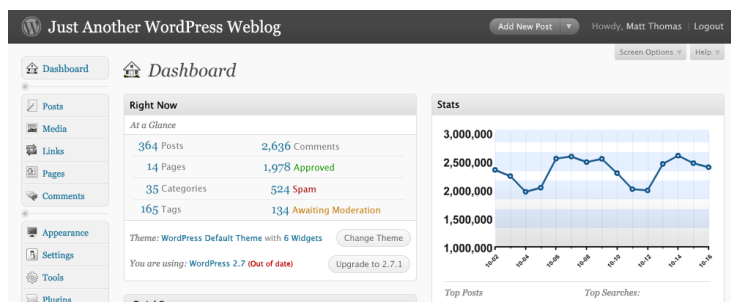 Just Another WordPress Weblog
Add New Post
Howdy, Matt Thomas | Logout
Screen Options
Help
Dashboard
Posts
Media
Links
Pages
Comments
Appearance
Settings
Tools
Plugins
Dashboard
Right Now
At a Glance
364 Posts 2,636 Comments
14 Pages 1,978 Approved
35 Categories 524 Spam
165 Tags 134 Awaiting Moderation
Theme: WordPress Default Theme with 6 Widgets Change Theme
You are using: WordPress 2.7 (Out of date) Upgrade to 2.7.1
Stats
3,000,000
2,500,000
2,000,000
1,500,000
1,000,000
10-02 10-04 10-06 10-08 10-10 10-12 10-14 10-16
Top Posts Top Searches: